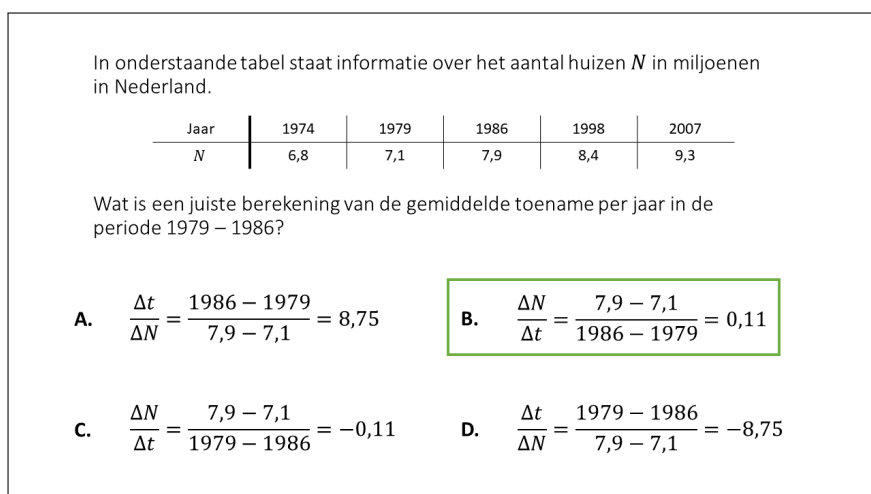 In onderstaande tabel staat informatie over het aantal huizen N in miljoenen
in Nederland.
Jaar 1974 1979 1986 1998 2007
N 6,8 7,1 7,9 8,4 9,3
Wat is een juiste berekening van de gemiddelde toename per jaar in de
periode 1979 – 1986?
A. Δt/ΔN = (1986 − 1979)/(7,9 − 7,1) = 8,75
B. ΔN/Δt = (7,9 − 7,1)/(1986 − 1979) = 0,11
C. ΔN/Δt = (7,9 − 7,1)/(1979 − 1986) = −0,11
D. Δt/ΔN = (1979 − 1986)/(7,9 − 7,1) = −8,75